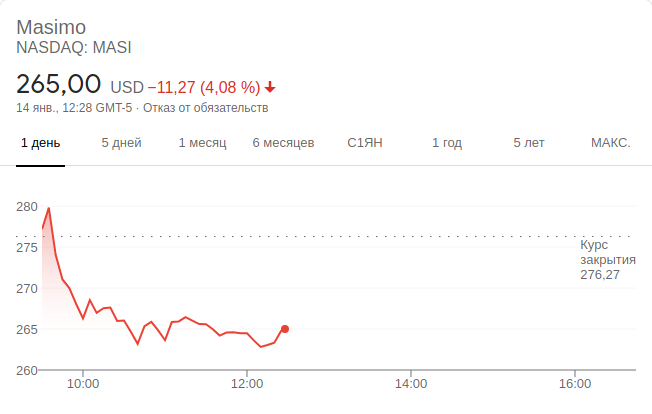 Masimo
NASDAQ: MASI
265,00 USD −11,27 (4,08 %)
14 янв., 12:28 GMT-5 · Отказ от обязательств
1 день 5 дней 1 месяц 6 месяцев С1ЯН 1 год 5 лет МАКС.
280
Курс
закрытия
276,27
275
270
265
260
10:00 12:00 14:00 16:00